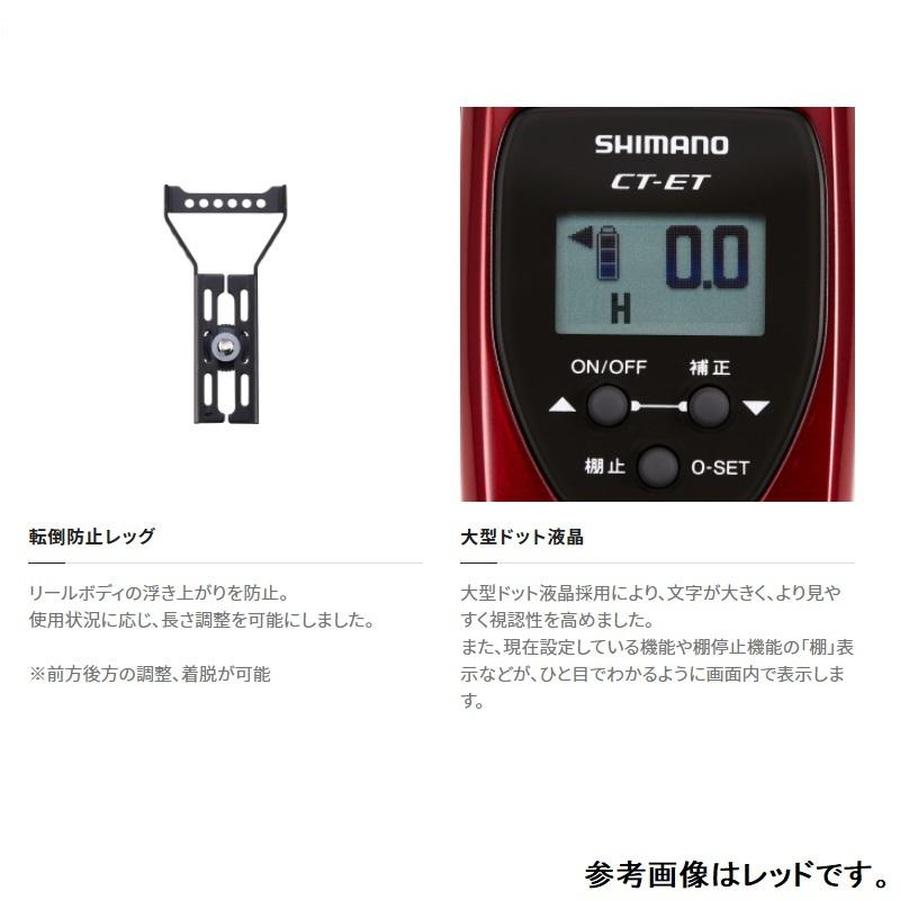 SHIMANO
CT-ET
0.0
H
ON/OFF 補正
棚止 0-SET
転倒防止レッグ
リールボディの浮き上がりを防止。
使用状況に応じ、長さ調整を可能にしました。
※前方後方の調整、着脱が可能
大型ドット液晶
大型ドット液晶採用により、文字が大きく、より見や
すく視認性を高めました。
また、現在設定している機能や棚停止機能の「棚」表
示などが、ひと目でわかるように画面内で表示しま
す。
参考画像はレッドです。